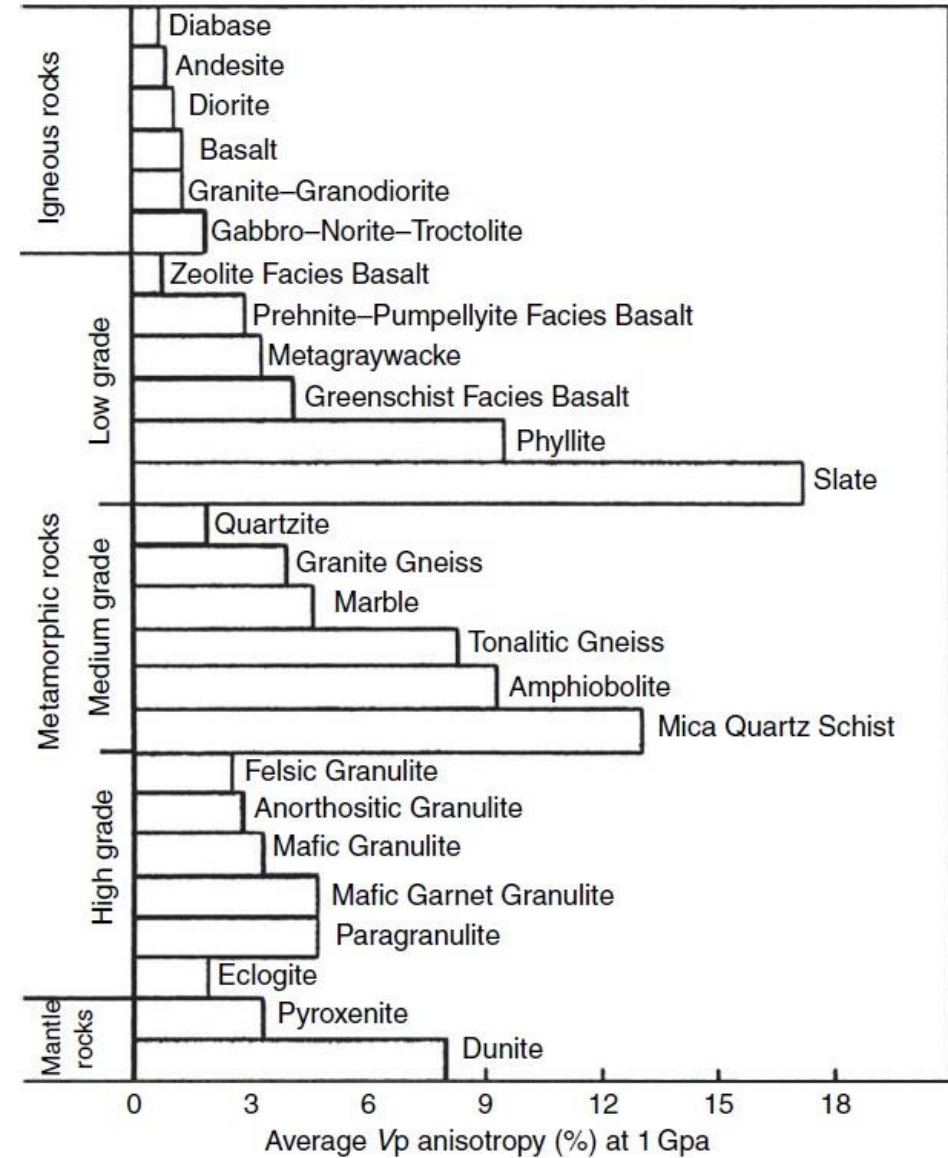 Igneous rocks
Diabase
Andesite
Diorite
Basalt
Granite–Granodiorite
Gabbro–Norite–Troctolite
Metamorphic rocks
Low grade
Zeolite Facies Basalt
Prehnite–Pumpellyite Facies Basalt
Metagraywacke
Greenschist Facies Basalt
Phyllite
Slate
Medium grade
Quartzite
Granite Gneiss
Marble
Tonalitic Gneiss
Amphiobolite
Mica Quartz Schist
High grade
Felsic Granulite
Anorthositic Granulite
Mafic Granulite
Mafic Garnet Granulite
Paragranulite
Eclogite
Mantle
rocks
Pyroxenite
Dunite
0 3 6 9 12 15 18
Average Vp anisotropy (%) at 1 Gpa